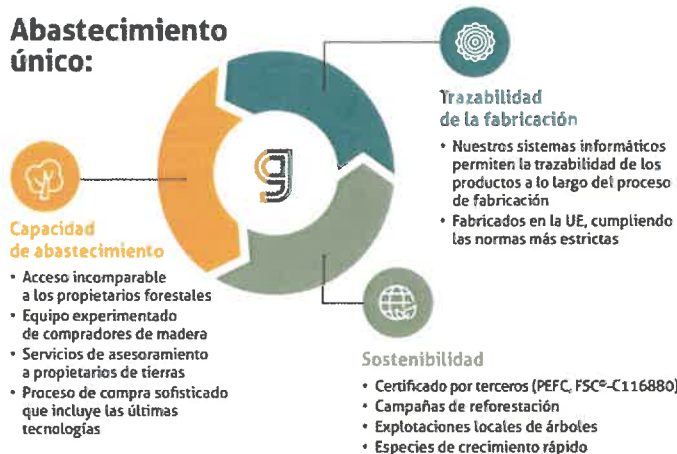 Abastecimiento
único:
g
Trazabilidad
de la fabricación
• Nuestros sistemas informáticos
permiten la trazabilidad de los
productos a lo largo del proceso
de fabricación
• Fabricados en la UE, cumpliendo
las normas más estrictas
Capacidad
de abastecimiento
• Acceso incomparable
a los propietarios forestales
• Equipo experimentado
de compradores de madera
• Servicios de asesoramiento
a propietarios de tierras
• Proceso de compra sofisticado
que incluye las últimas
tecnologías
Sostenibilidad
• Certificado por terceros (PEFC, FSC®-C116880)
• Campañas de reforestación
• Explotaciones locales de árboles
• Especies de crecimiento rápido